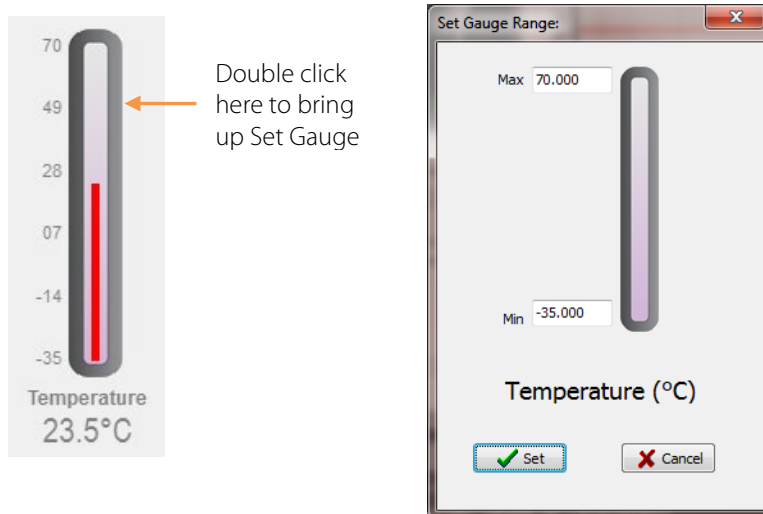 70
49
28
07
-14
-35
Temperature
23.5°C
Double click
here to bring
up Set Gauge
Set Gauge Range:
x
Max 70.000
Min -35.000
Temperature (°C)
Set
Cancel